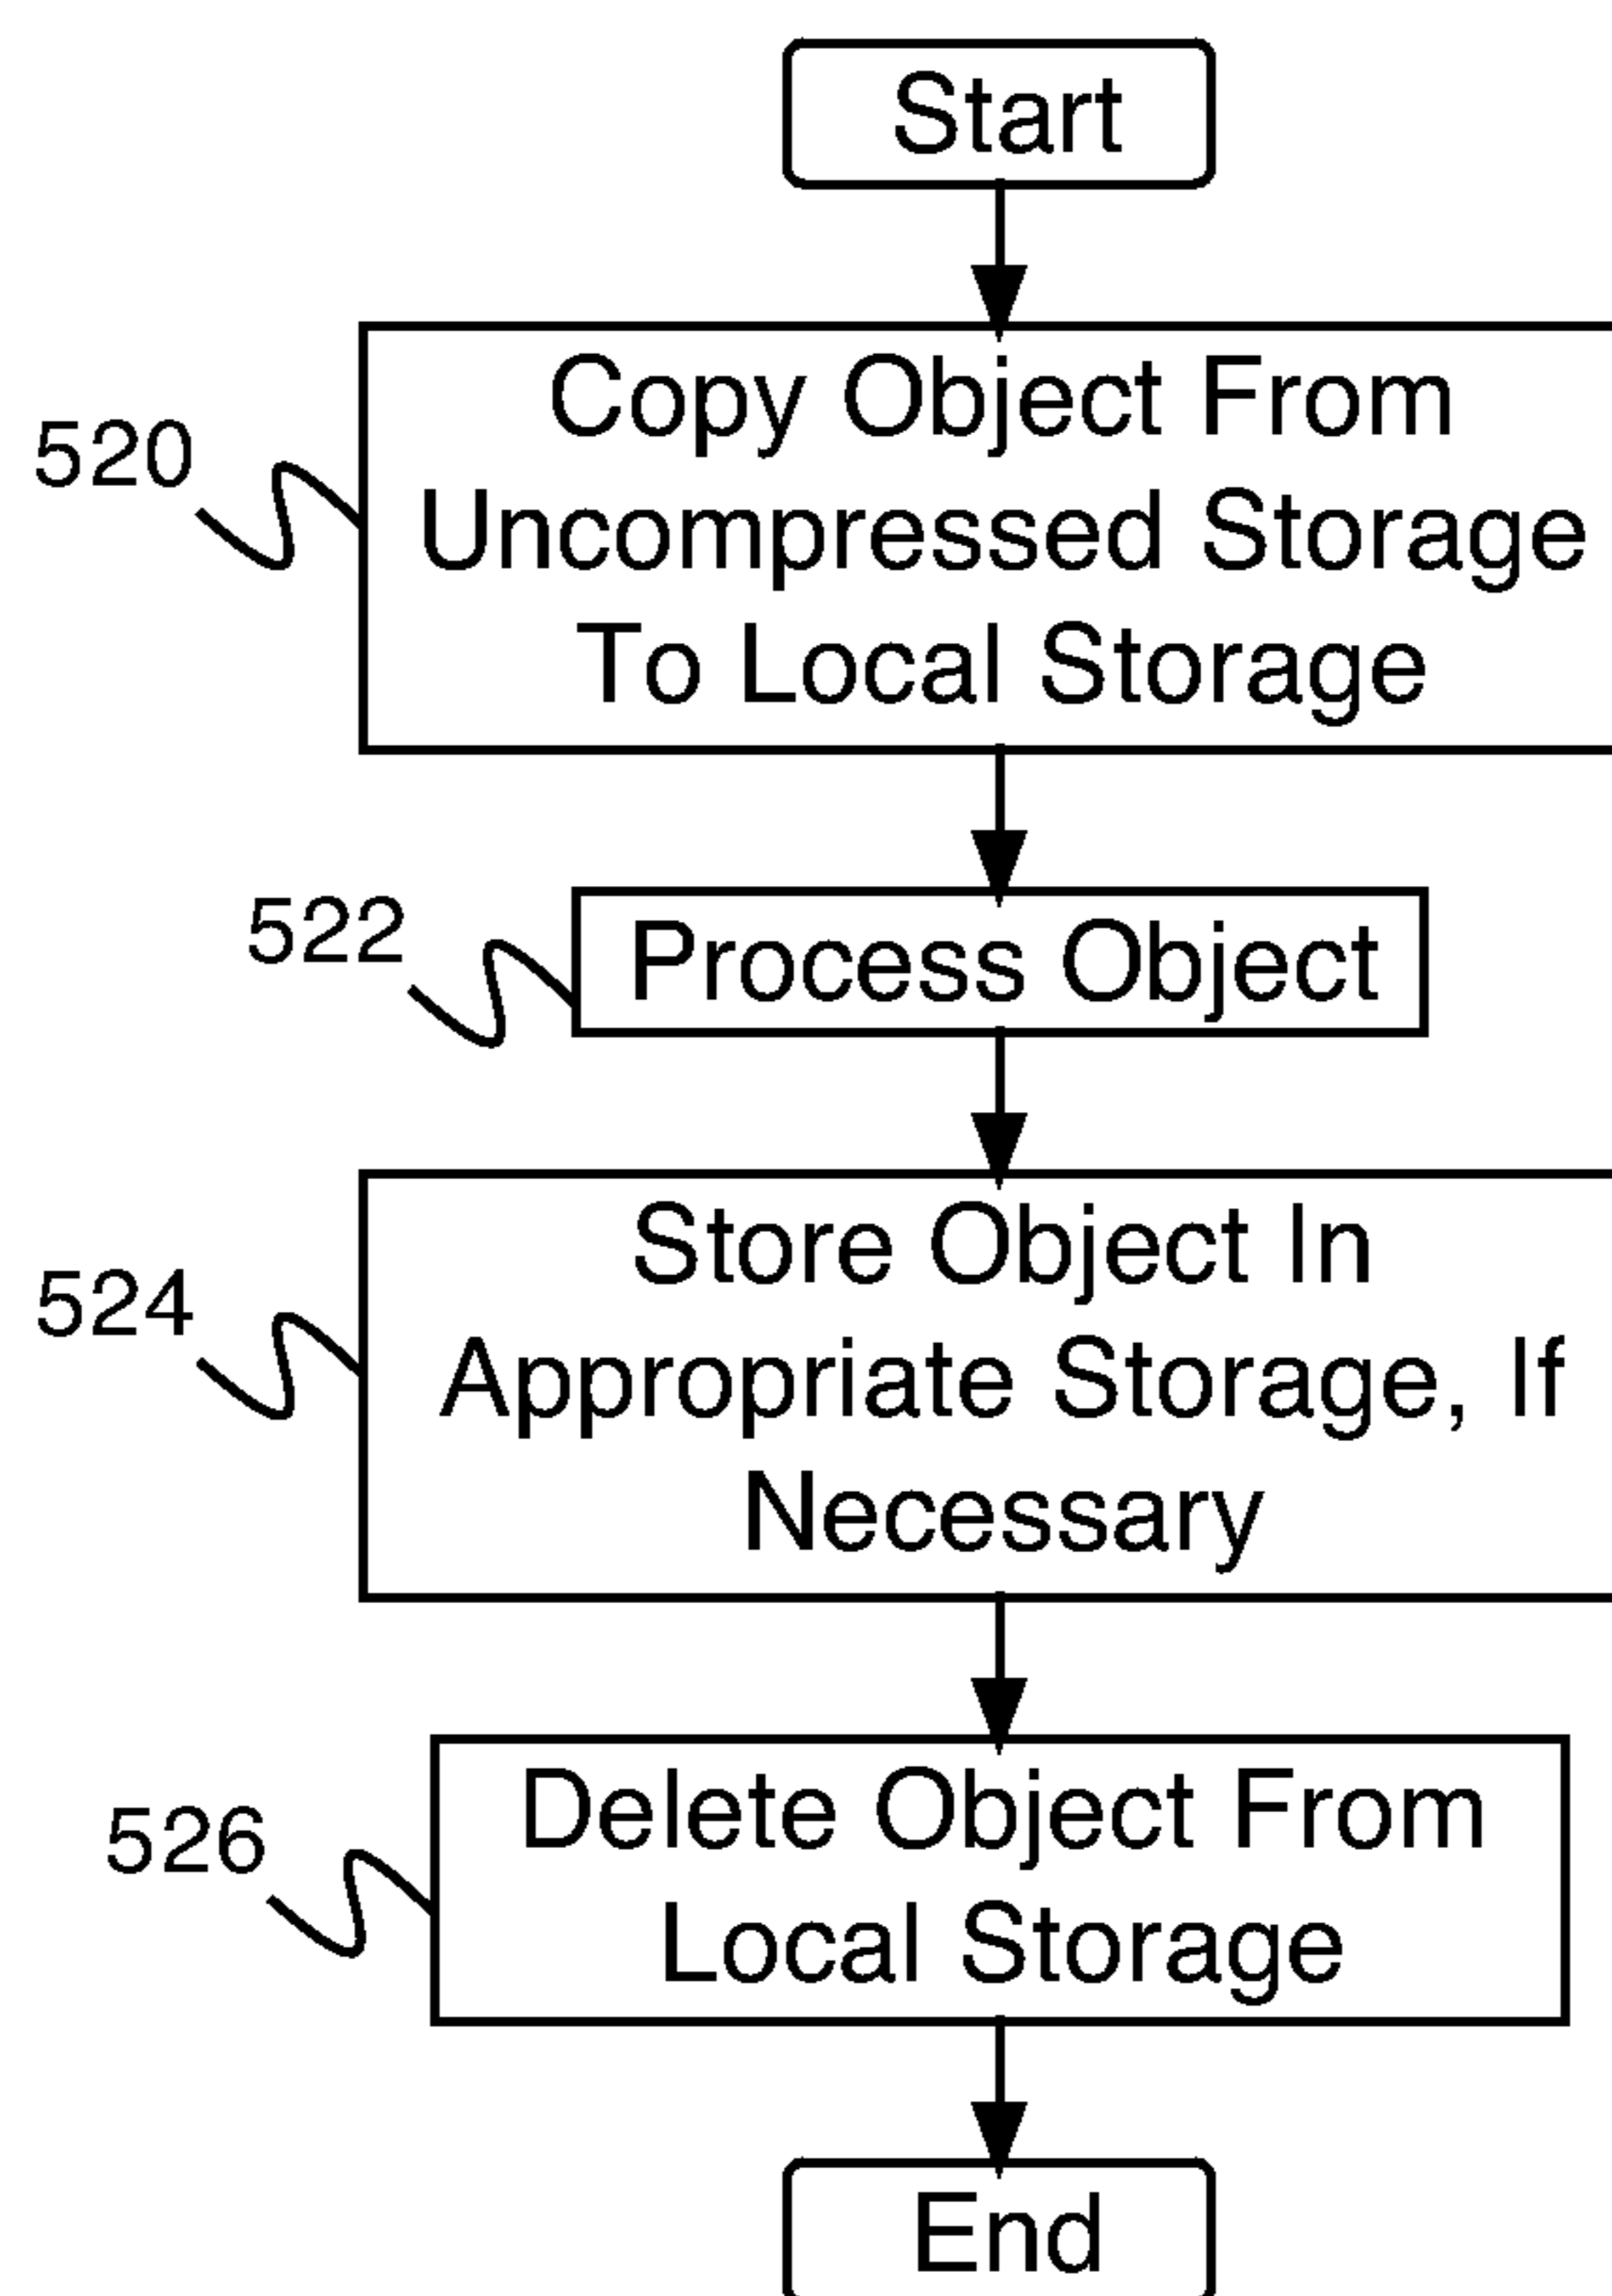 Start
520
Copy Object From
Uncompressed Storage
To Local Storage
522
Process Object
524
Store Object In
Appropriate Storage, If
Necessary
526
Delete Object From
Local Storage
End